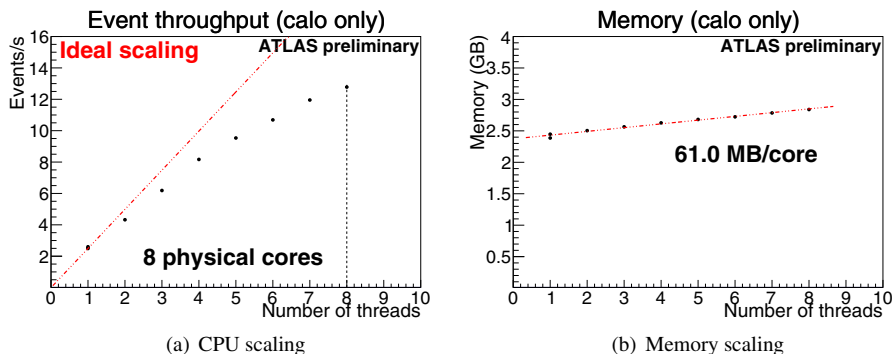 Event throughput (calo only)
Events/s
16
14
12
10
8
6
4
2
Ideal scaling
ATLAS preliminary
8 physical cores
0 1 2 3 4 5 6 7 8 9 10
Number of threads
(a) CPU scaling
Memory (calo only)
Memory (GB)
4
3.5
3
2.5
2
1.5
1
0.5
ATLAS preliminary
61.0 MB/core
0 1 2 3 4 5 6 7 8 9 10
Number of threads
(b) Memory scaling